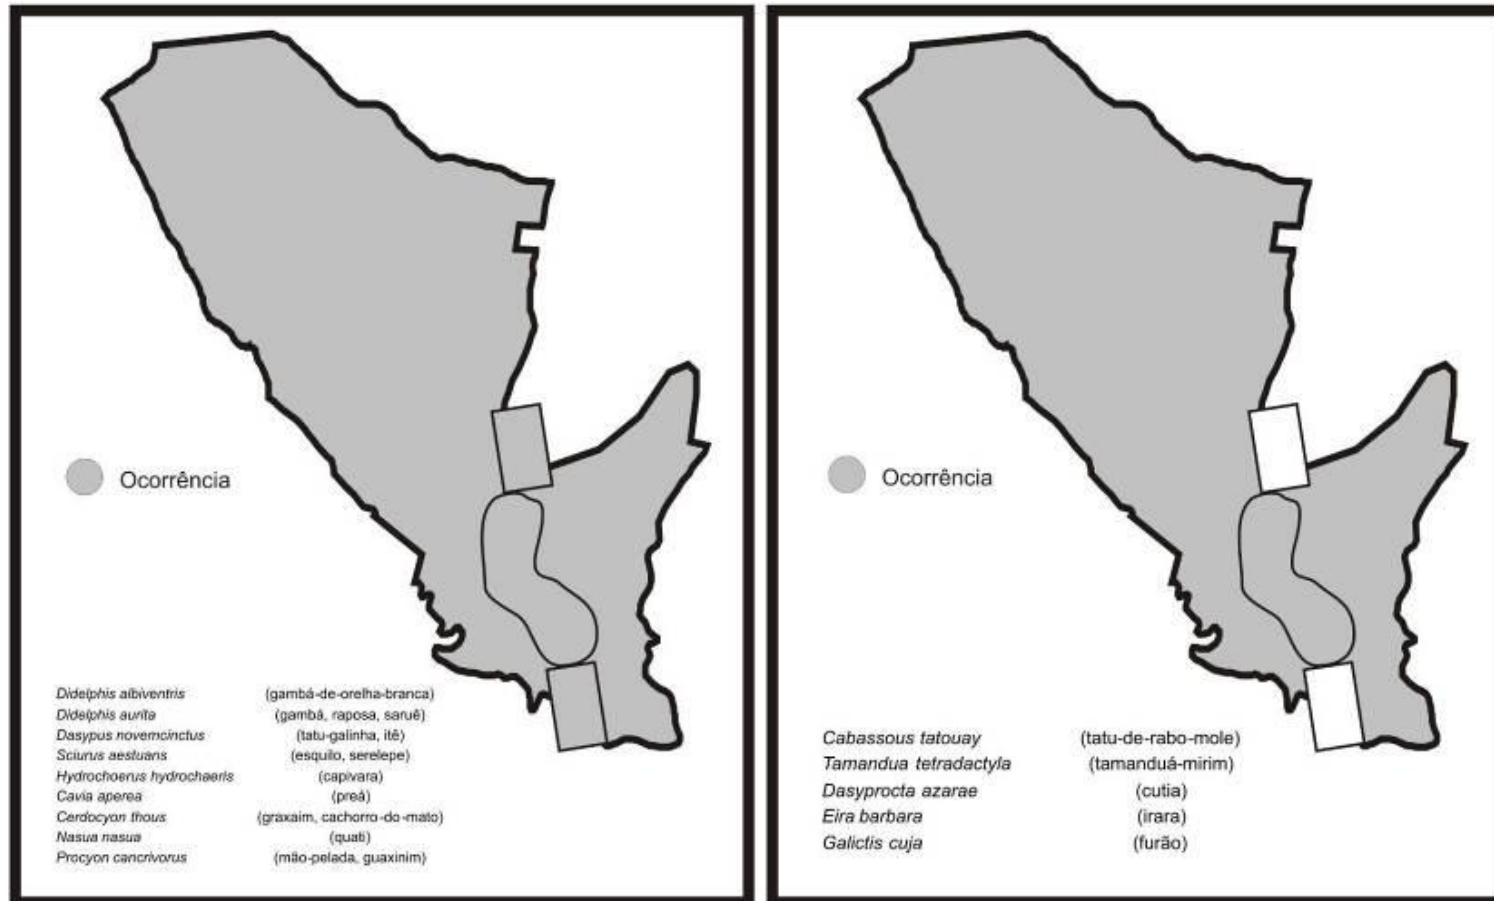 Ocorrência
Didelphis albiventris (gambá-de-orelha-branca)
Didelphis aurita (gambá, raposa, saruê)
Dasypus novemcinctus (tatu-galinha, itê)
Sciurus aestuans (esquilo, serelepe)
Hydrochoerus hydrochaeris (capivara)
Cavia aperea (preá)
Cerdocyon thous (graxaim, cachorro-do-mato)
Nasua nasua (quati)
Procyon cancrivorus (mão-pelada, guaxinim)
Ocorrência
Cabassous tatouay (tatu-de-rabo-mole)
Tamandua tetradactyla (tamanduá-mirim)
Dasyprocta azarae (cutia)
Eira barbara (irara)
Galictis cuja (furão)